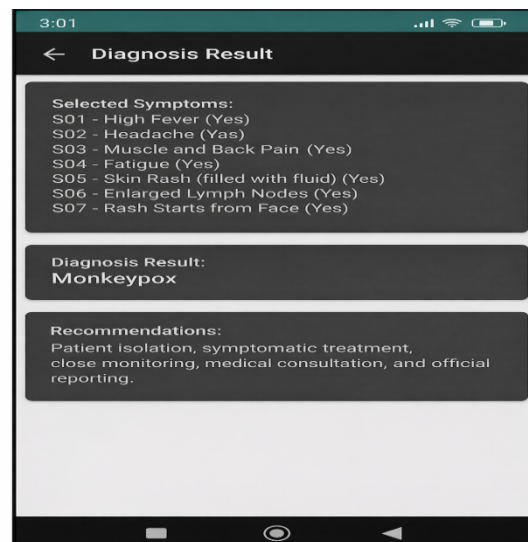 3:01
Diagnosis Result
Selected Symptoms:
S01 - High Fever (Yes)
S02 - Headache (Yas)
S03 - Muscle and Back Pain (Yes)
S04 - Fatigue (Yes)
S05 - Skin Rash (filled with fluid) (Yes)
S06 - Enlarged Lymph Nodes (Yes)
S07 - Rash Starts from Face (Yes)
Diagnosis Result:
Monkeypox
Recommendations:
Patient isolation, symptomatic treatment,
close monitoring, medical consultation, and official
reporting.